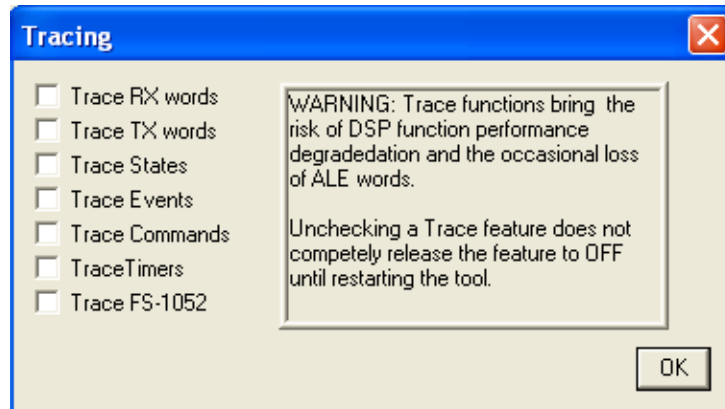 Tracing
Trace RX words
Trace TX words
Trace States
Trace Events
Trace Commands
TraceTimers
Trace FS-1052
WARNING: Trace functions bring  the
risk of DSP function performance
degradedation and the occasional loss
of ALE words.
Unchecking a Trace feature does not
competely release the feature to OFF
until restarting the tool.
OK